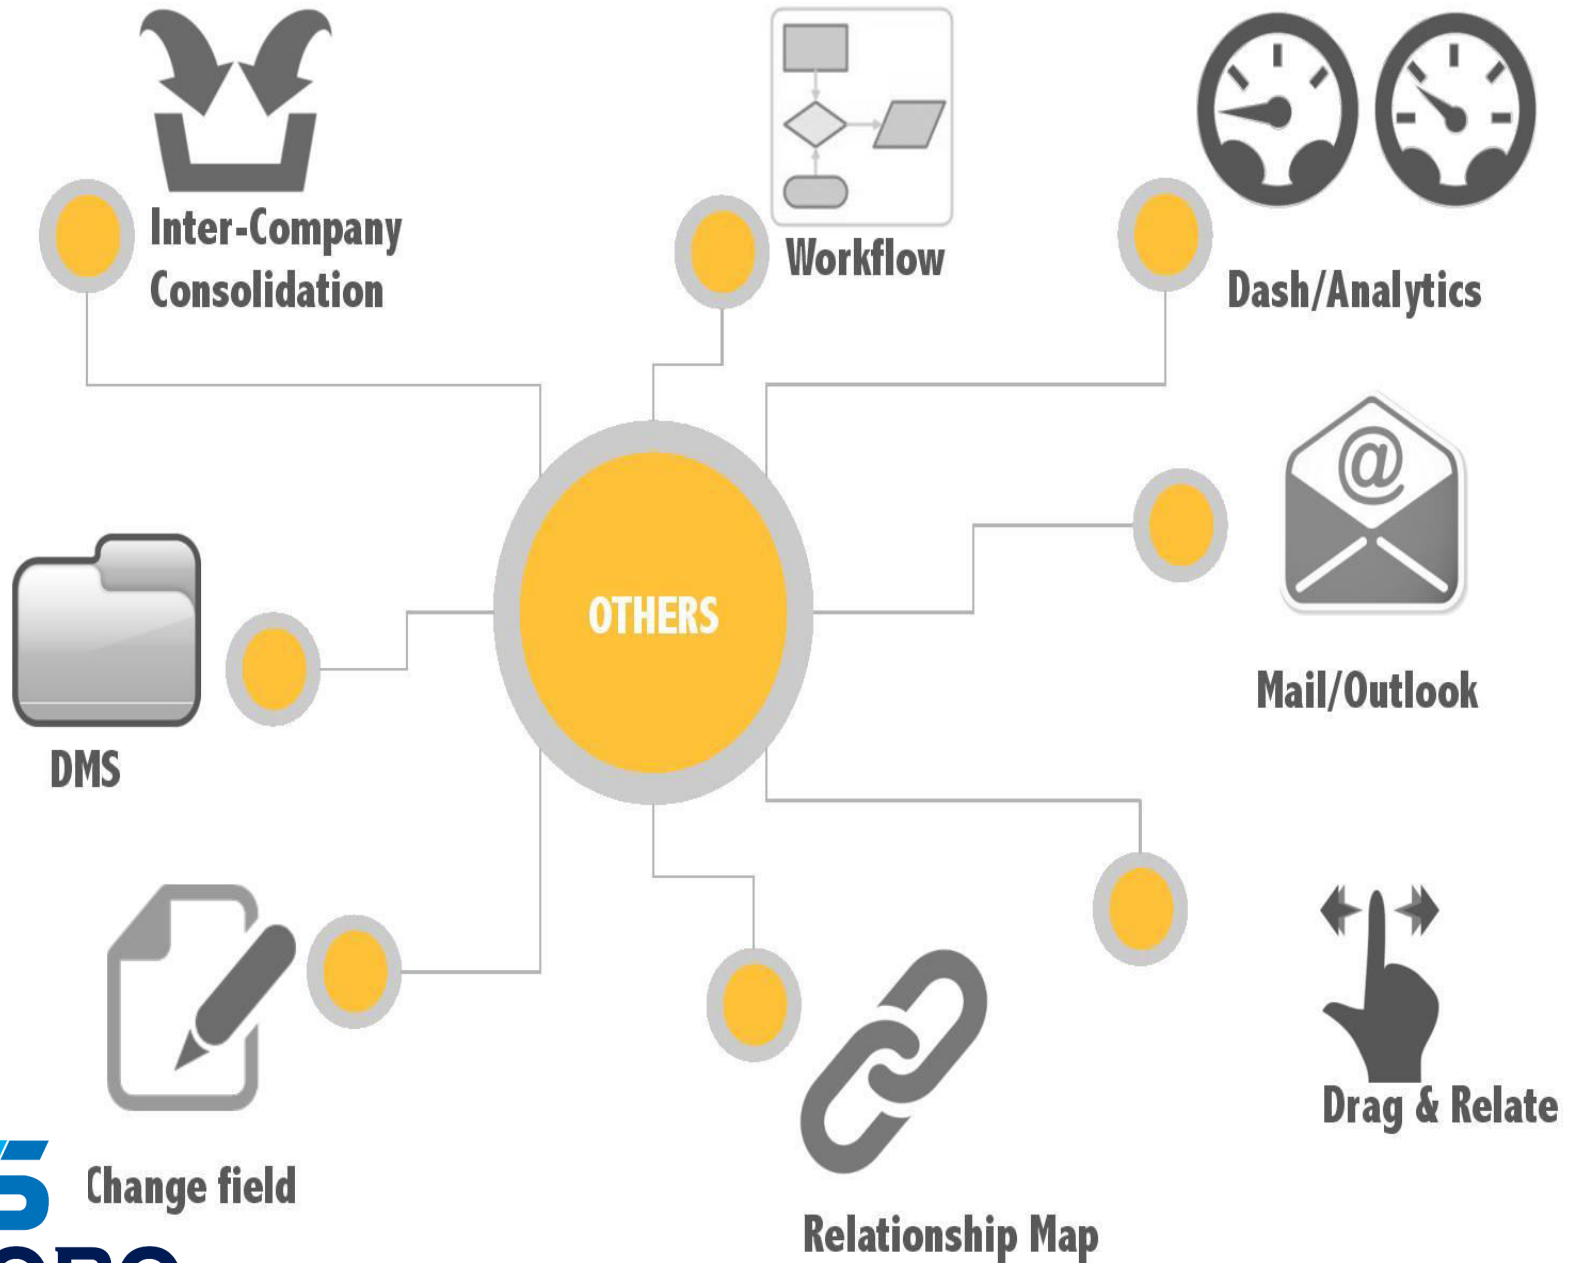 Inter-Company
Consolidation
Workflow
Dash/Analytics
@
OTHERS
Mail/Outlook
DMS
Drag & Relate
Change field
Relationship Map